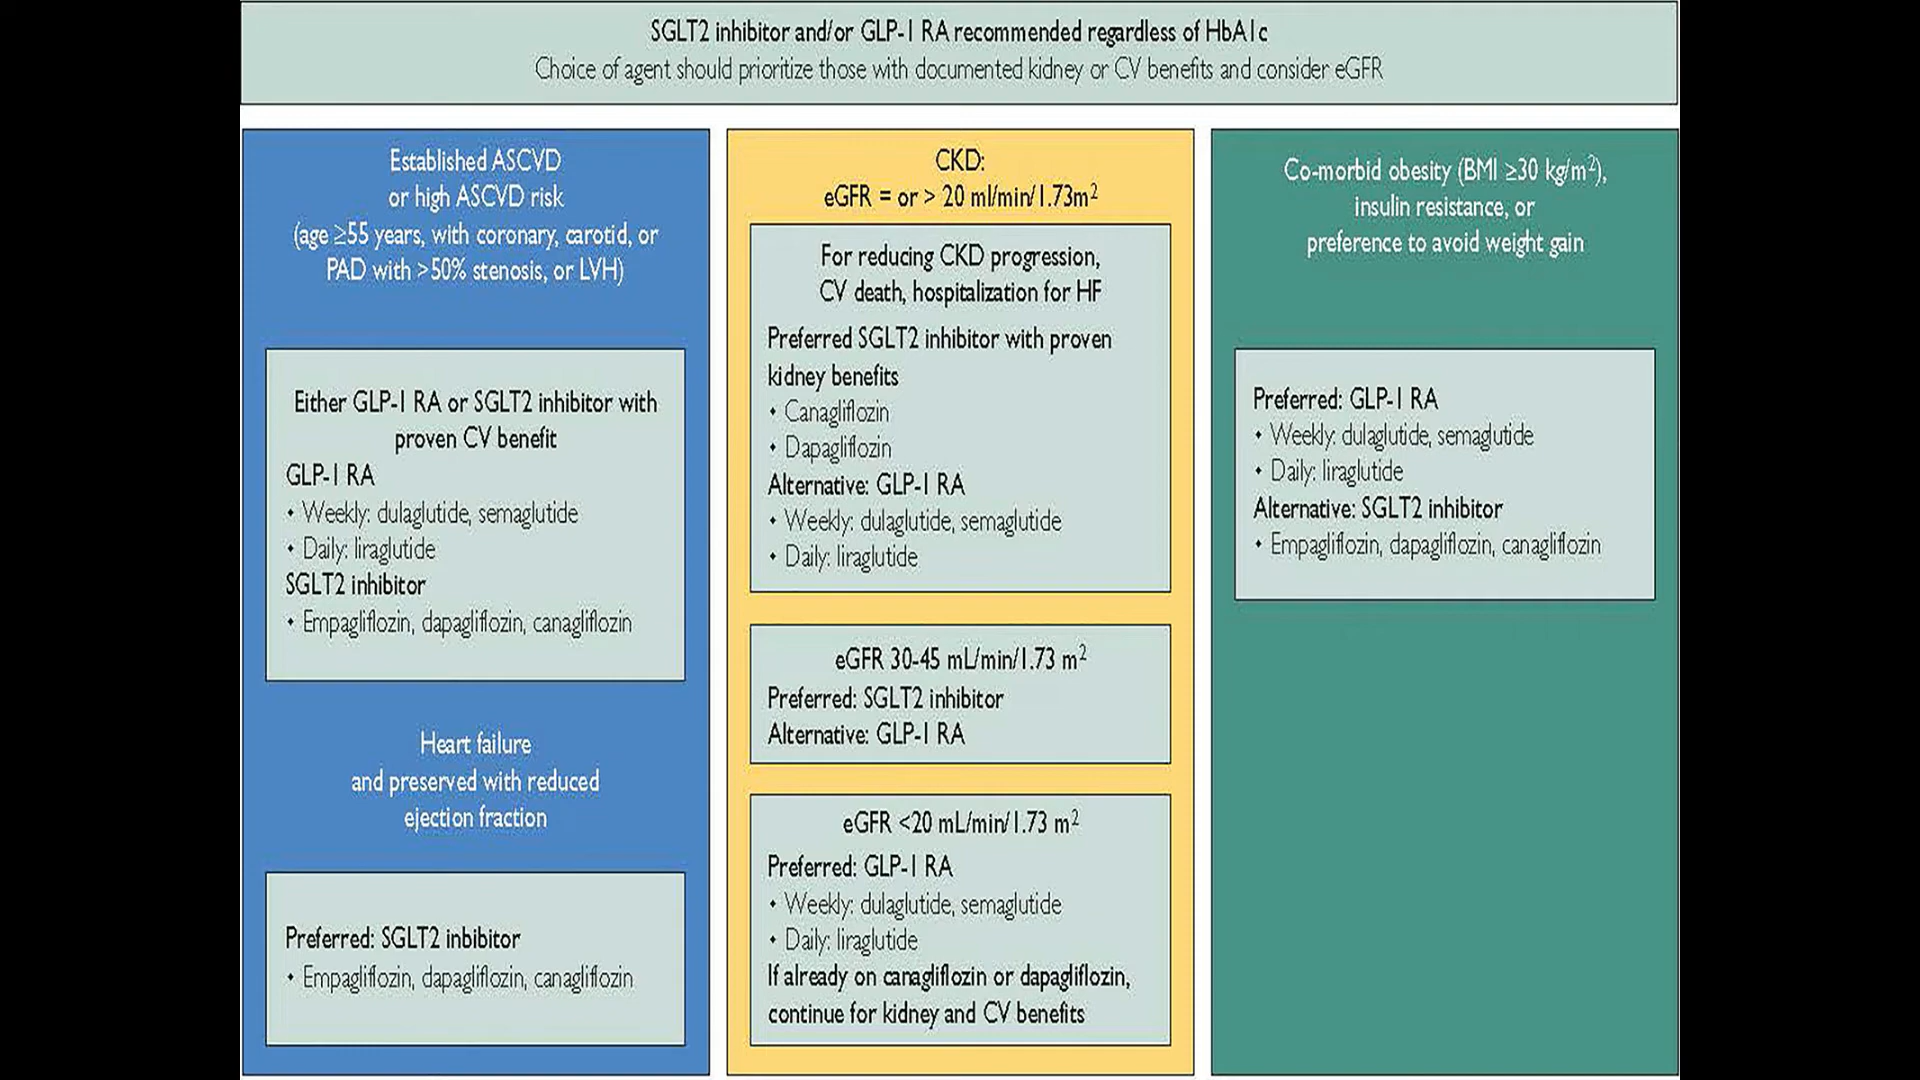 SGLT2 inhibitor and/or GLP-1 RA recommended regardless of HbA1c
Choice of agent should prioritize those with documented kidney or CV benefits and consider eGFR
Established ASCVD
or high ASCVD risk
(age ≥55 years, with coronary, carotid, or
PAD with >50% stenosis, or LVH)
Either GLP-1 RA or SGLT2 inhibitor with
proven CV benefit
GLP-1 RA
• Weekly: dulaglutide, semaglutide
• Daily: liraglutide
SGLT2 inhibitor
• Empagliflozin, dapagliflozin, canagliflozin
Heart failure
and preserved with reduced
ejection fraction
Preferred: SGLT2 inbibitor
• Empagliflozin, dapagliflozin, canagliflozin
CKD:
eGFR = or > 20 ml/min/1.73m²
For reducing CKD progression,
CV death, hospitalization for HF
Preferred SGLT2 inhibitor with proven
kidney benefits
• Canagliflozin
• Dapagliflozin
Alternative: GLP-1 RA
• Weekly: dulaglutide, semaglutide
• Daily: liraglutide
eGFR 30-45 mL/min/1.73 m²
Preferred: SGLT2 inhibitor
Alternative: GLP-1 RA
eGFR <20 mL/min/1.73 m²
Preferred: GLP-1 RA
• Weekly: dulaglutide, semaglutide
• Daily: liraglutide
If already on canagliflozin or dapagliflozin,
continue for kidney and CV benefits
Co-morbid obesity (BMI ≥30 kg/m²),
insulin resistance, or
preference to avoid weight gain
Preferred: GLP-1 RA
• Weekly: dulaglutide, semaglutide
• Daily: liraglutide
Alternative: SGLT2 inhibitor
• Empagliflozin, dapagliflozin, canagliflozin